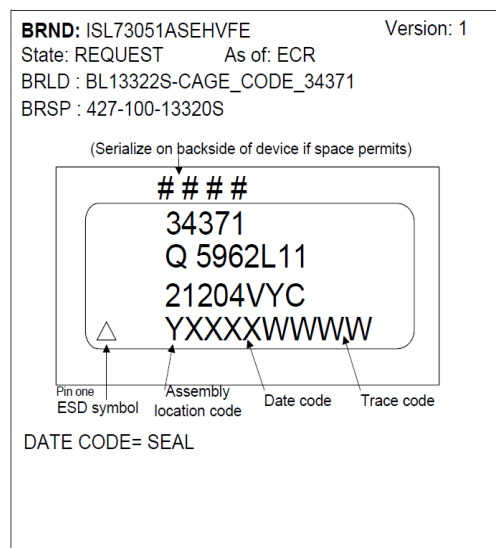 BRND: ISL73051ASEHVFE Version: 1
State: REQUEST As of: ECR
BRLD : BL13322S-CAGE_CODE_34371
BRSP : 427-100-13320S
(Serialize on backside of device if space permits)
# # # #
34371
Q 5962L11
21204VYC
YXXXXWWWW
Pin one
ESD symbol
Assembly
location code
Date code
Trace code
DATE CODE= SEAL